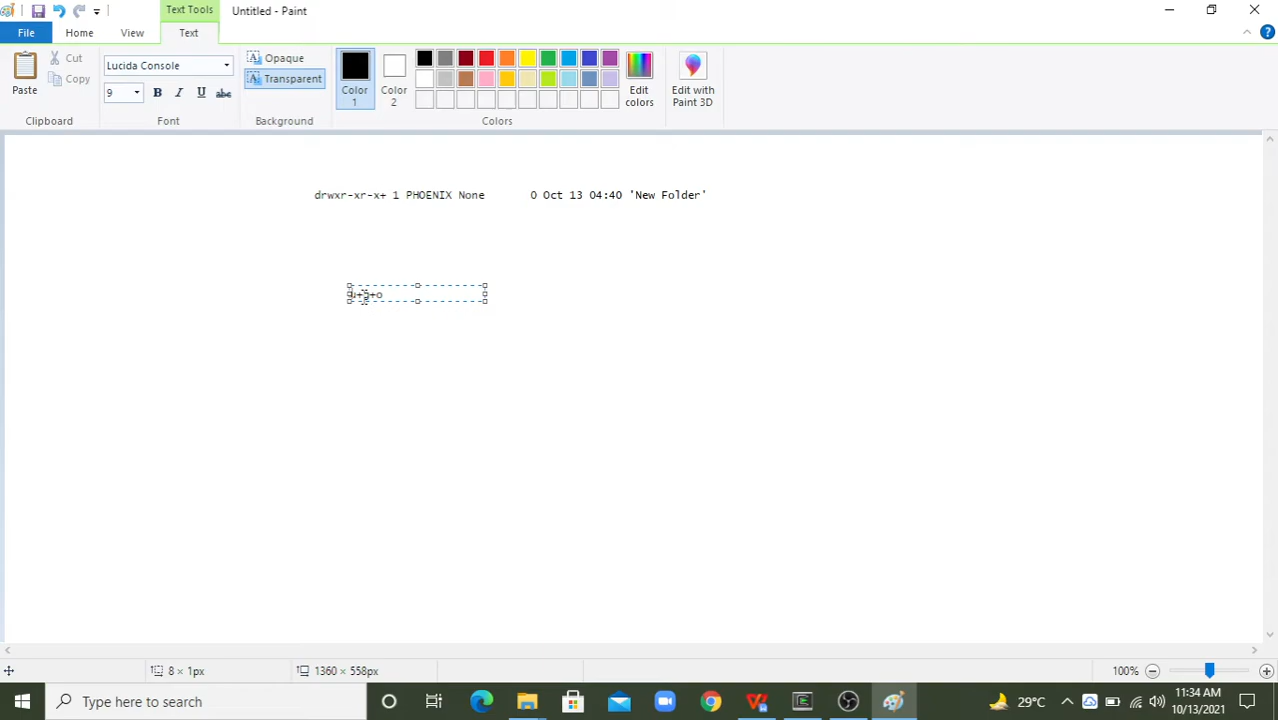 Text Tools
Untitled - Paint
File
Home
View
Text
Paste
Cut
Copy
Clipboard
Lucida Console
9
B
I
U
abc
Font
Opaque
Transparent
Background
Color 1
Color 2
Edit colors
Colors
Edit with Paint 3D
drwxr-xr-x+ 1 PHOENIX None 0 Oct 13 04:40 'New Folder'
8 × 1px
1360 × 558px
100%
Type here to search
29°C
11:34 AM
10/13/2021